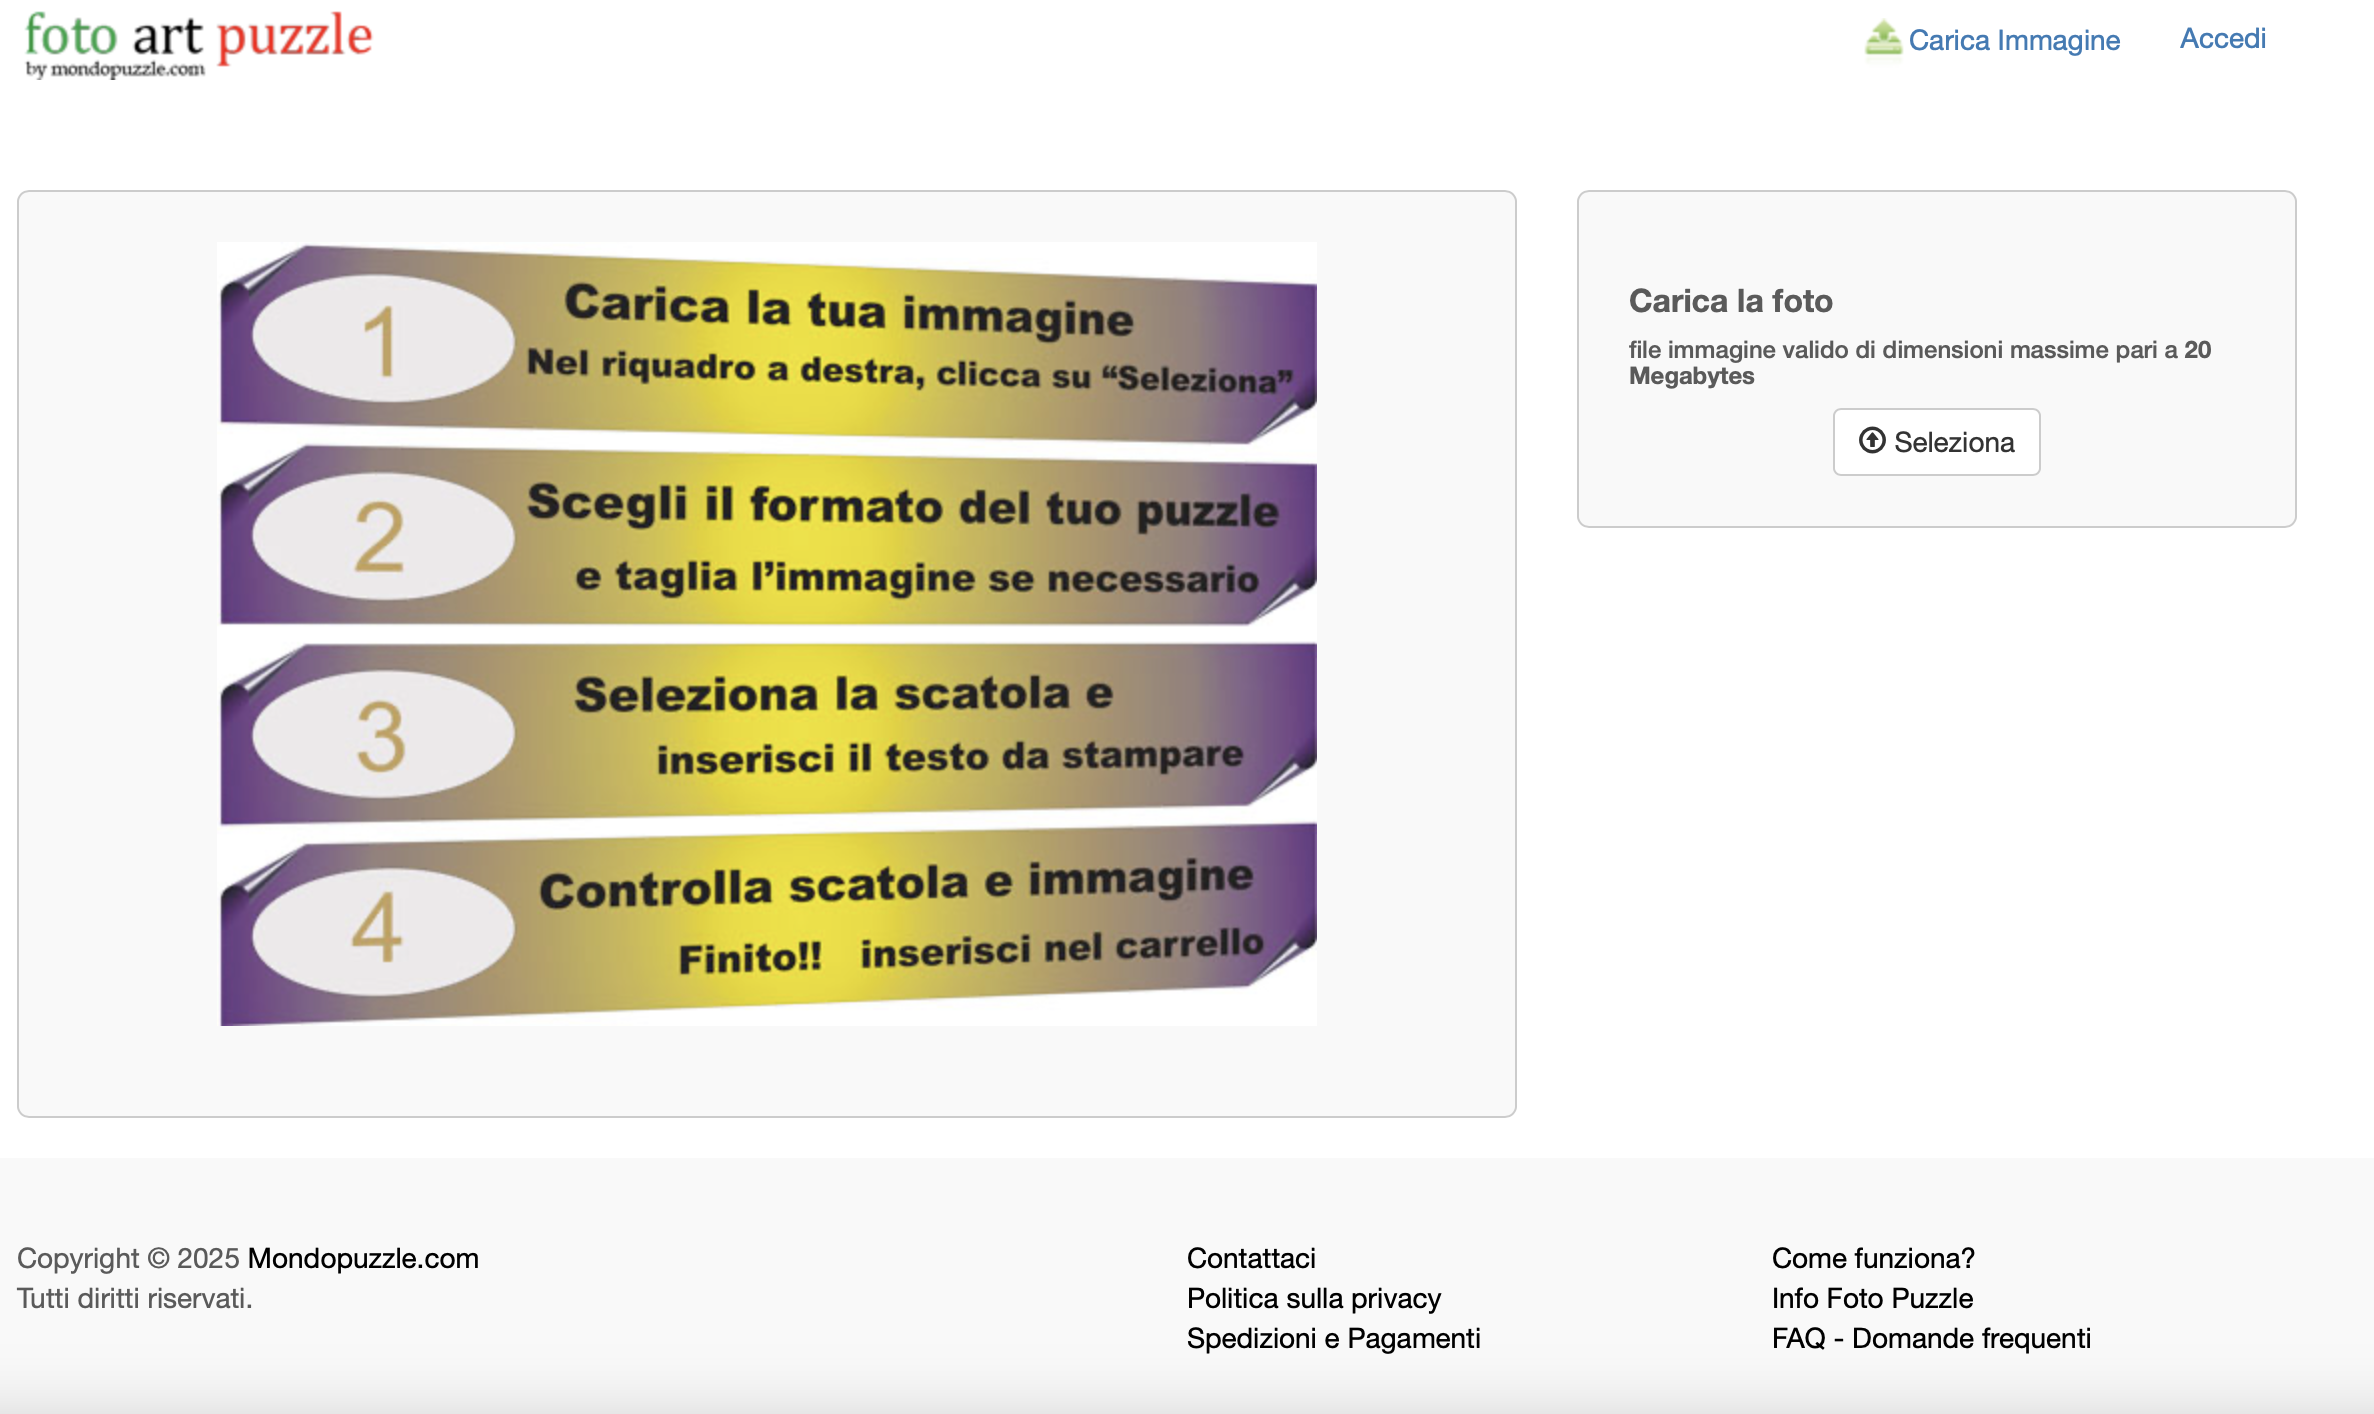 foto art puzzle
by mondopuzzle.com
Carica Immagine
Accedi
1
Carica la tua immagine
Nel riquadro a destra, clicca su “Seleziona”
2
Scegli il formato del tuo puzzle
e taglia l’immagine se necessario
3
Seleziona la scatola e
inserisci il testo da stampare
4
Controlla scatola e immagine
Finito!! inserisci nel carrello
Carica la foto
file immagine valido di dimensioni massime pari a 20
Megabytes
Seleziona
Copyright © 2025 Mondopuzzle.com
Tutti diritti riservati.
Contattaci
Politica sulla privacy
Spedizioni e Pagamenti
Come funziona?
Info Foto Puzzle
FAQ - Domande frequenti